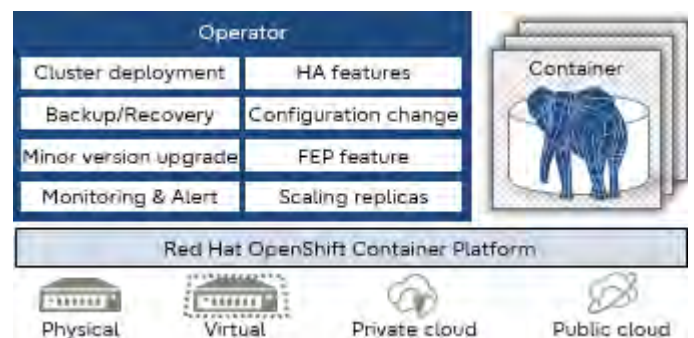 Operator
Cluster deployment
HA features
Backup/Recovery
Configuration change
Minor version upgrade
FEP feature
Monitoring & Alert
Scaling replicas
Container
Red Hat OpenShift Container Platform
Physical
Virtual
Private cloud
Public cloud